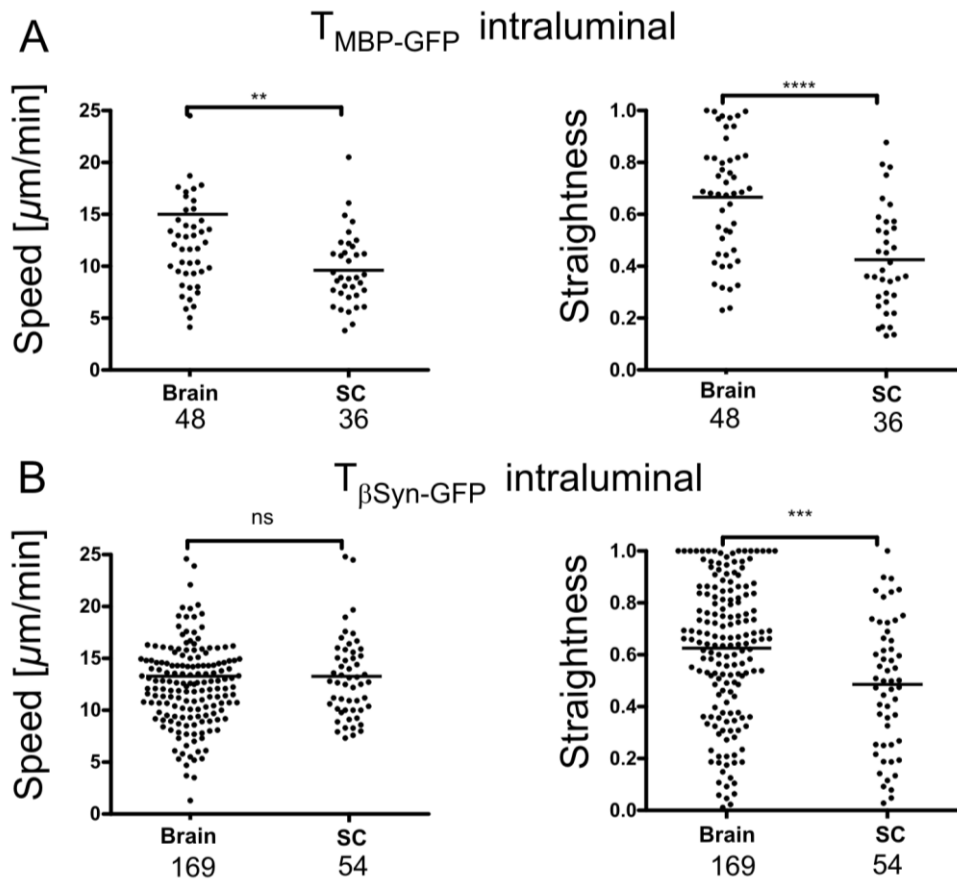 A
T MBP-GFP intraluminal
Speed [µm/min]
25
20
15
10
5
0
**
Brain
48
SC
36
Straightness
1.0
0.8
0.6
0.4
0.2
0.0
****
Brain
48
SC
36
B
T βSyn-GFP intraluminal
Speed [µm/min]
25
20
15
10
5
0
ns
Brain
169
SC
54
Straightness
1.0
0.8
0.6
0.4
0.2
0.0
***
Brain
169
SC
54